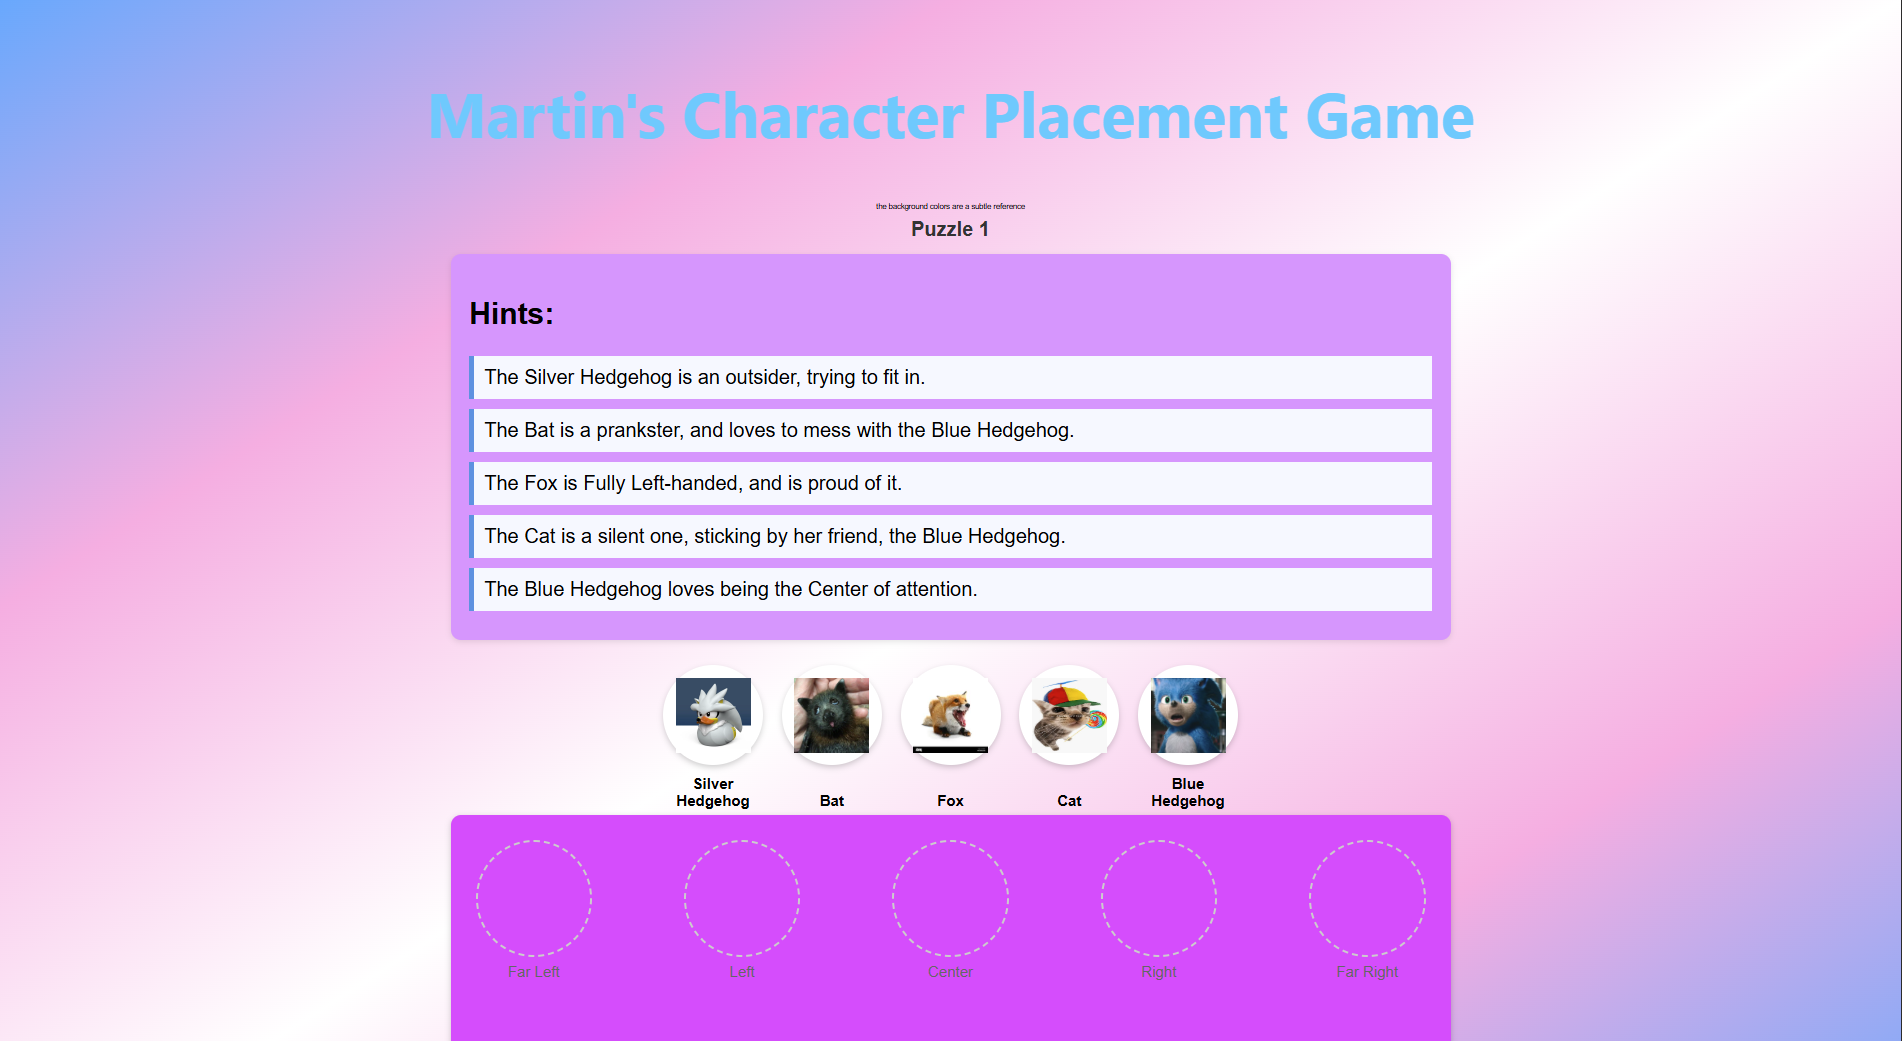 Martin's Character Placement Game
the background colors are a subtle reference
Puzzle 1
Hints:
The Silver Hedgehog is an outsider, trying to fit in.
The Bat is a prankster, and loves to mess with the Blue Hedgehog.
The Fox is Fully Left-handed, and is proud of it.
The Cat is a silent one, sticking by her friend, the Blue Hedgehog.
The Blue Hedgehog loves being the Center of attention.
Silver
Hedgehog
Bat
Fox
Cat
Blue
Hedgehog
Far Left
Left
Center
Right
Far Right